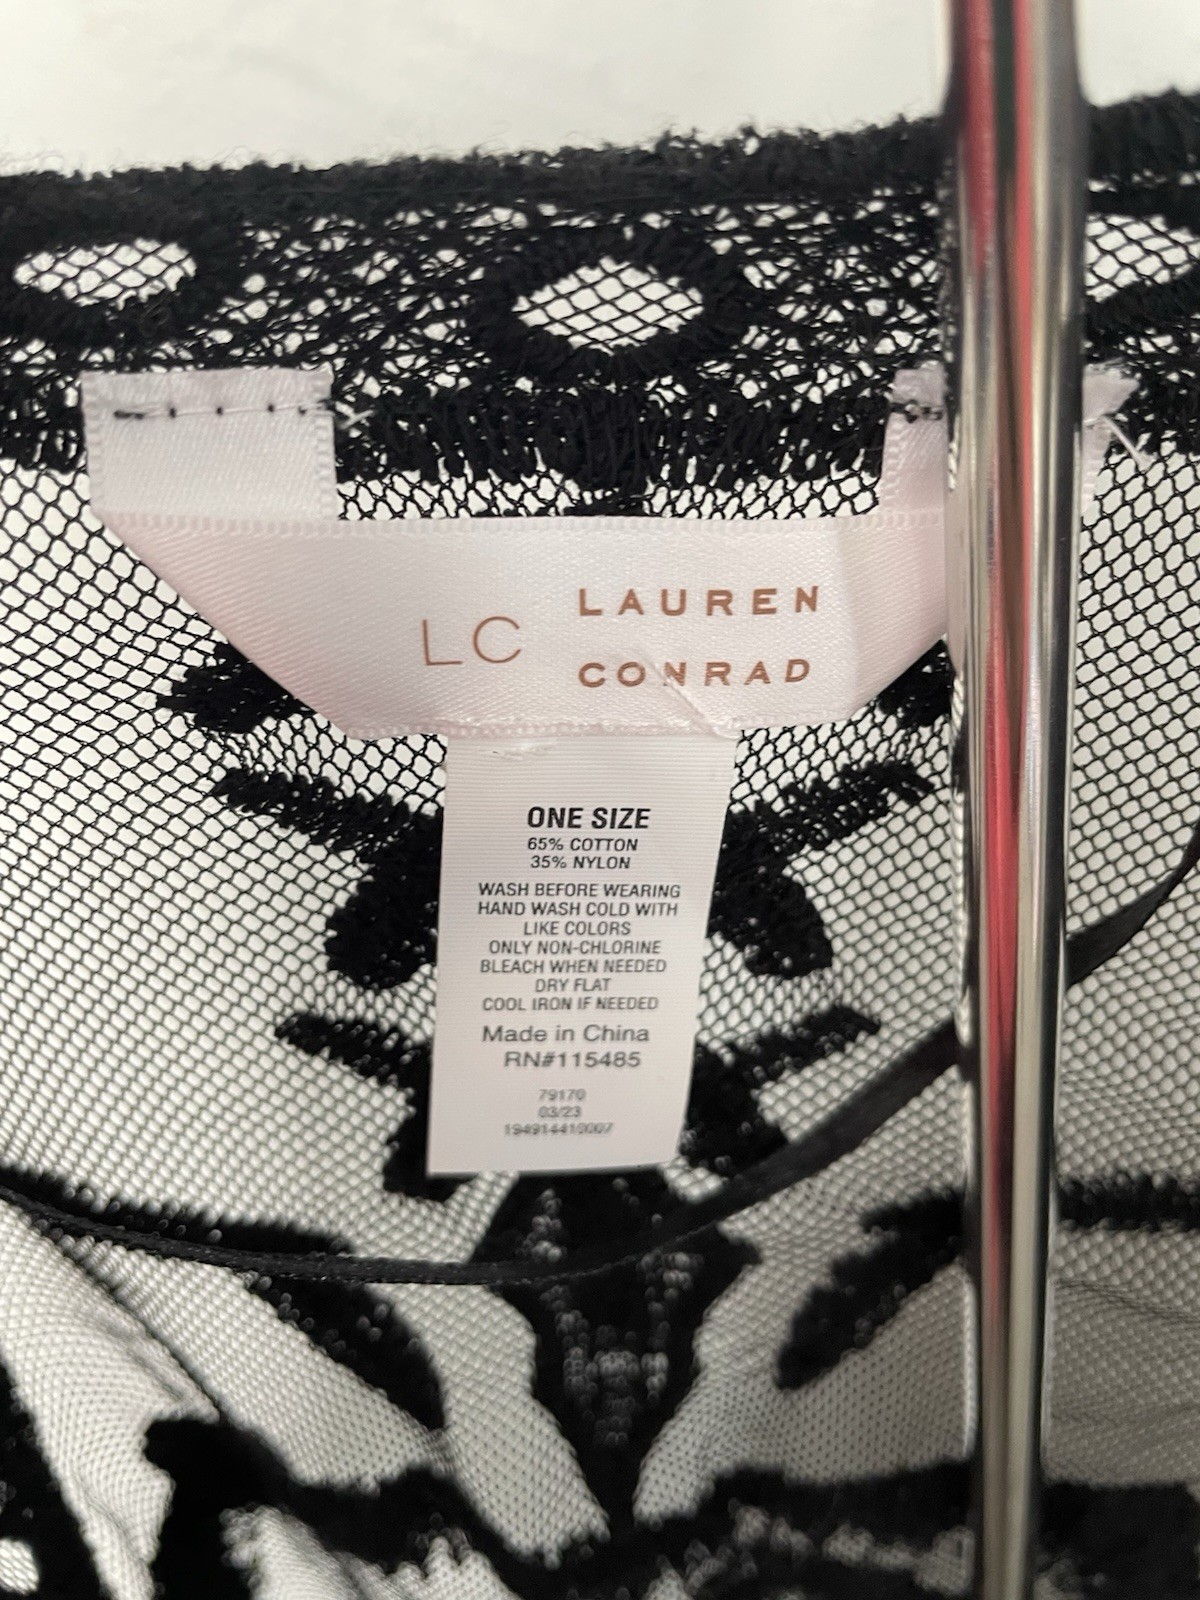 LC LAUREN
CONRAD
ONE SIZE
65% COTTON
35% NYLON
WASH BEFORE WEARING
HAND WASH COLD WITH
LIKE COLORS
ONLY NON-CHLORINE
BLEACH WHEN NEEDED
DRY FLAT
COOL IRON IF NEEDED
Made in China
RN#115485
79170
03/23